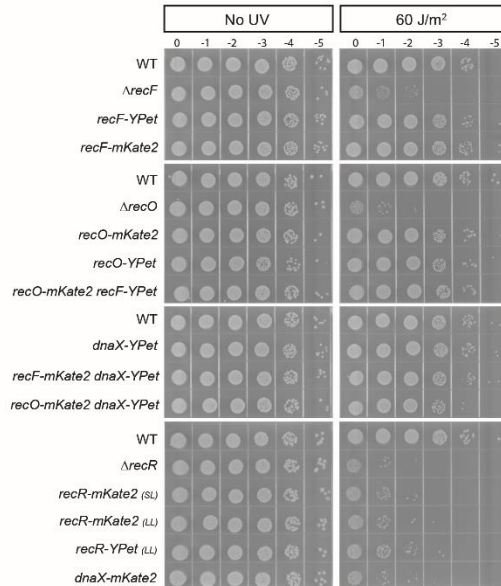 No UV 60 J/m²
0 -1 -2 -3 -4 -5 0 -1 -2 -3 -4 -5
WT
ΔrecF
recF-YPet
recF-mKate2
WT
ΔrecO
recO-mKate2
recO-YPet
recO-mKate2 recF-YPet
WT
dnaX-YPet
recF-mKate2 dnaX-YPet
recO-mKate2 dnaX-YPet
WT
ΔrecR
recR-mKate2 (SL)
recR-mKate2 (LL)
recR-YPet (LL)
dnaX-mKate2